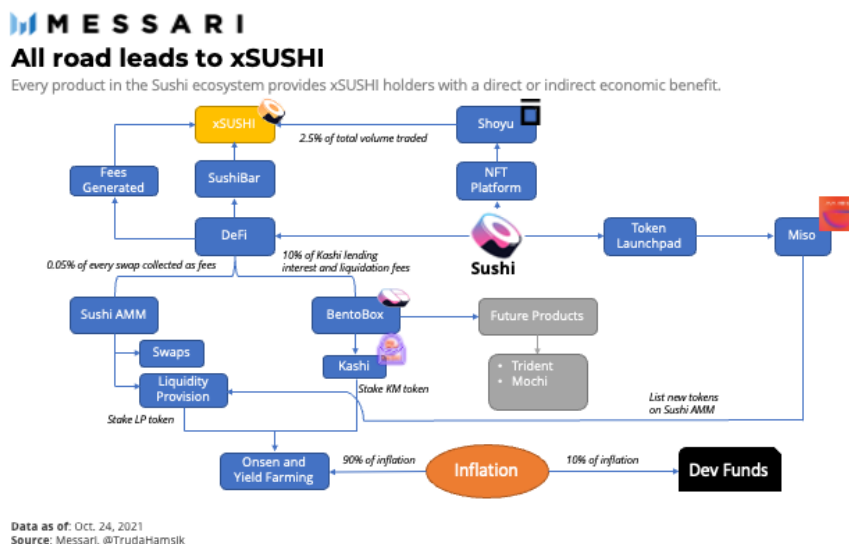 MESSARI
All road leads to xSUSHI
Every product in the Sushi ecosystem provides xSUSHI holders with a direct or indirect economic benefit.
xSUSHI
Shoyu
2.5% of total volume traded
Fees
Generated
SushiBar
NFT
Platform
DeFi
Sushi
Token
Launchpad
Miso
0.05% of every swap collected as fees
10% of Kashi lending
interest and liquidation fees
Sushi AMM
BentoBox
Future Products
Swaps
Kashi
• Trident
• Mochi
Liquidity
Provision
Stake KM token
List new tokens
on Sushi AMM
Stake LP token
Onsen and
Yield Farming
90% of inflation
Inflation
10% of inflation
Dev Funds
Data as of: Oct. 24, 2021
Source: Messari, @TrudaHamsik